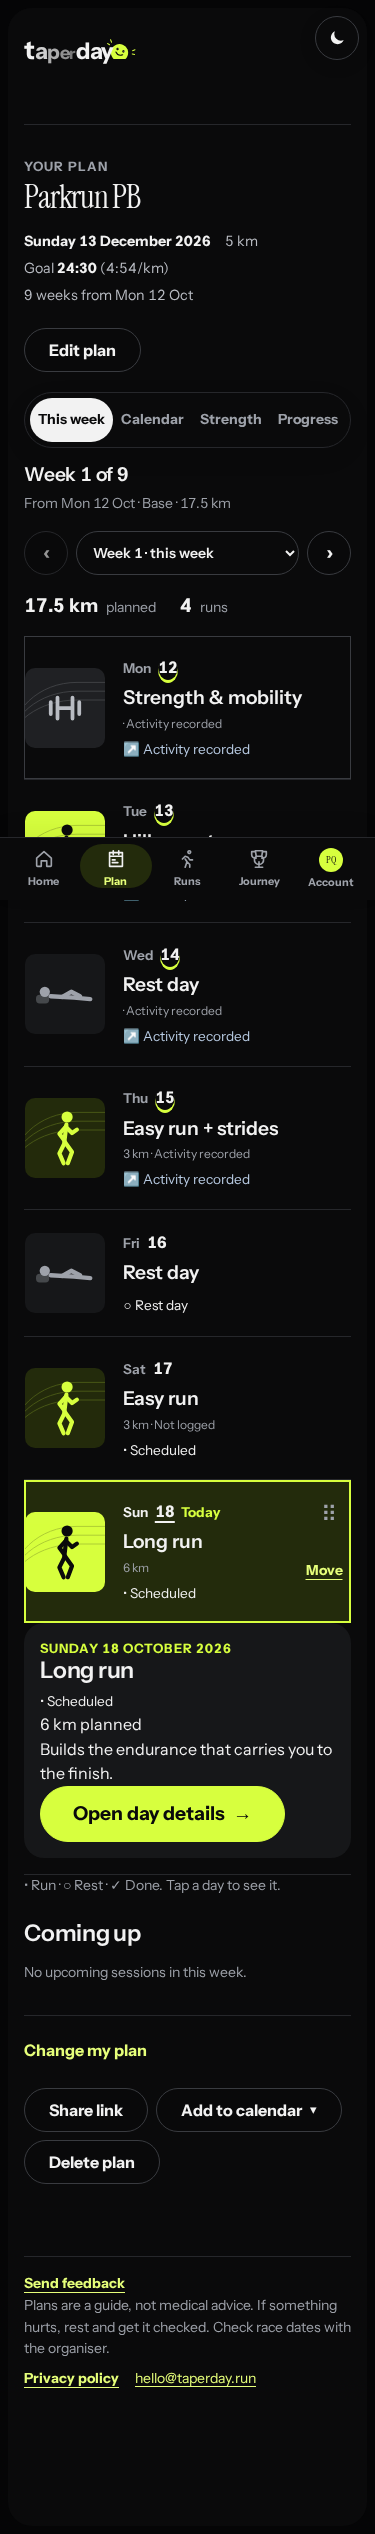 taperday
YOUR PLAN
Parkrun PB
Sunday 13 December 2026 5 km
Goal 24:30 (4:54/km)
9 weeks from Mon 12 Oct
Edit plan
This week Calendar Strength Progress
Week 1 of 9
From Mon 12 Oct · Base · 17.5 km
‹ Week 1 · this week ›
17.5 km planned 4 runs
Mon 12
Strength & mobility
· Activity recorded
↗ Activity recorded
Tue 13
Home Plan Runs Journey Account
PQ
Wed 14
Rest day
· Activity recorded
↗ Activity recorded
Thu 15
Easy run + strides
3 km · Activity recorded
↗ Activity recorded
Fri 16
Rest day
○ Rest day
Sat 17
Easy run
3 km · Not logged
• Scheduled
Sun 18 Today
Long run
6 km
Move
• Scheduled
SUNDAY 18 OCTOBER 2026
Long run
• Scheduled
6 km planned
Builds the endurance that carries you to
the finish.
Open day details →
• Run · ○ Rest · ✓ Done. Tap a day to see it.
Coming up
No upcoming sessions in this week.
Change my plan
Share link Add to calendar ▾
Delete plan
Send feedback
Plans are a guide, not medical advice. If something
hurts, rest and get it checked. Check race dates with
the organiser.
Privacy policy hello@taperday.run